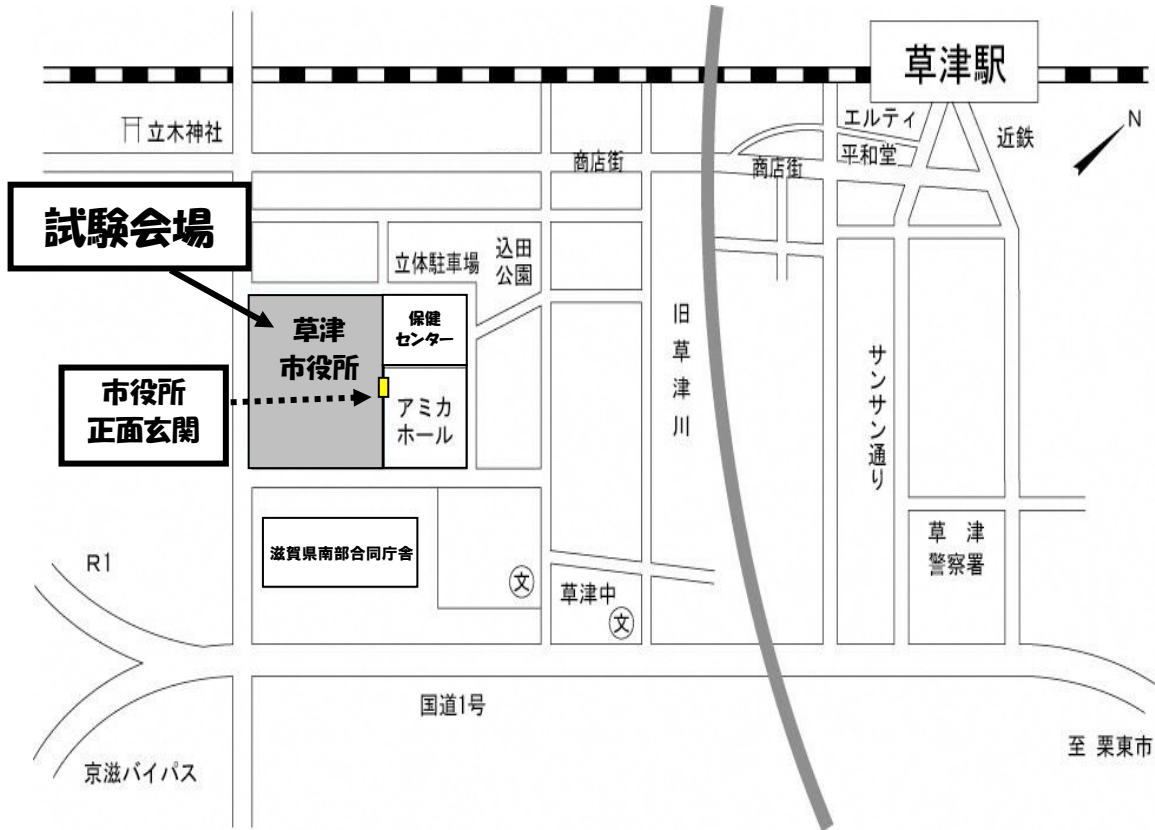 草津駅
エルティ
近鉄
N
立木神社
商店街
商店街
平和堂
試験会場
立体駐車場
込田
公園
草津
市役所
保健
センター
旧草津川
サンサン通り
市役所
正面玄関
アミカ
ホール
滋賀県南部合同庁舎
草津
警察署
R1
文
草津中
文
国道1号
至 栗東市
京滋バイパス